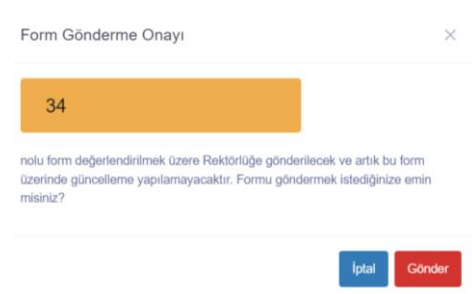 Form Gönderme Onayı
34
nolu form değerlendirilmek üzere Rektörlüğe gönderilecek ve artık bu form
üzerinde güncelleme yapılamayacaktır. Formu göndermek istediğinize emin
misiniz?
İptal Gönder